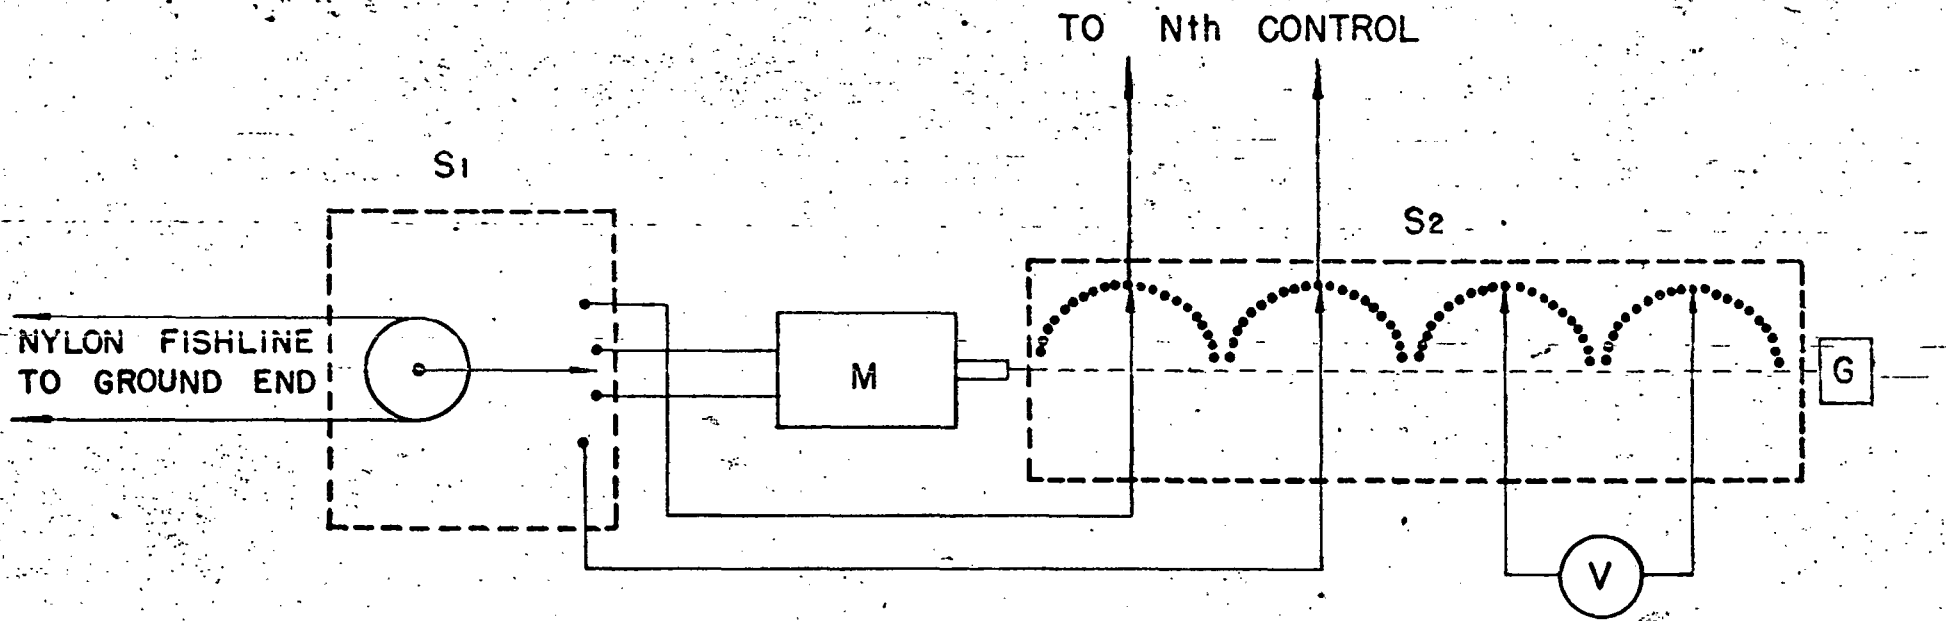 TO Nth CONTROL
S1
S2
NYLON FISHLINE
TO GROUND END
M
G
V